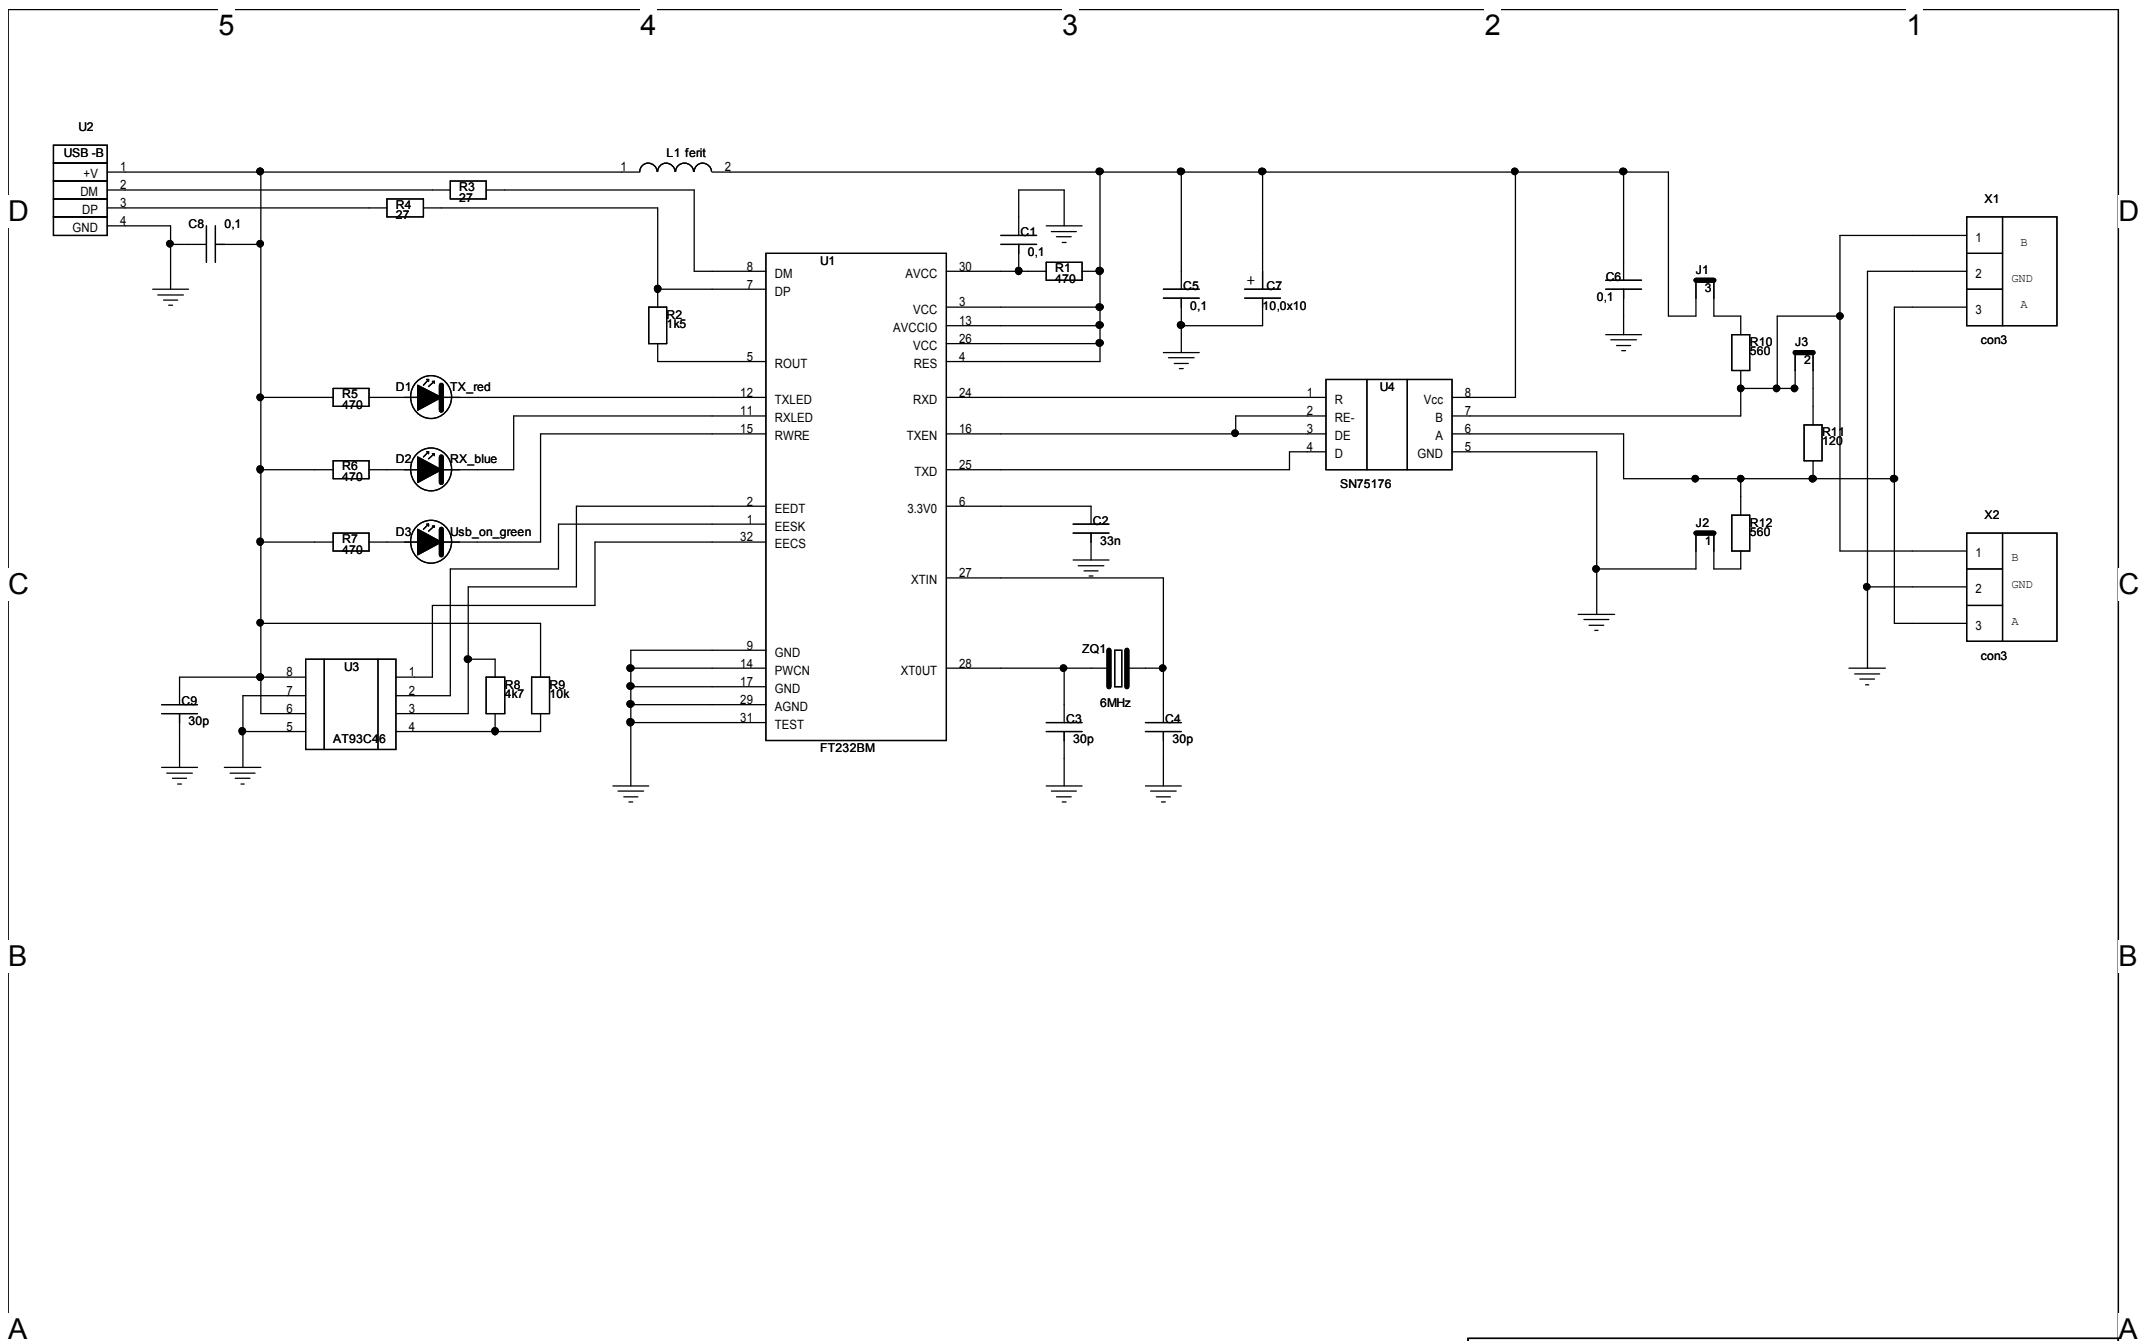 5 4 3 2 1
D D
C C
B B
A A
U2
USB -B
+V 1
DM 2
DP 3
GND 4
C8 0,1
1 L1 ferit 2
R3
27
R4
27
R2
1k5
C1
0,1
R1
470
C5
0,1
+ C7
10,0x10
C6
0,1
U1
8 DM
7 DP
5 ROUT
12 TXLED
11 RXLED
15 RWRE
2 EEDT
1 EESK
32 EECS
9 GND
14 PWCN
17 GND
29 AGND
31 TEST
AVCC 30
VCC 3
AVCCIO 13
VCC 26
RES 4
RXD 24
TXEN 16
TXD 25
3.3V0 6
XTIN 27
XT0UT 28
FT232BM
R5
470
D1 TX_red
R6
470
D2 RX_blue
R7
470
D3 Usb_on_green
U3
8 1
7 2
6 3
5 4
AT93C46
C9
30p
R8
4k7
R9
10k
C2
33n
ZQ1
6MHz
C3
30p
C4
30p
U4
1 R Vcc 8
2 RE- B 7
3 DE A 6
4 D GND 5
SN75176
J1
3
R10
560
J3
2
R11
120
J2
1
R12
560
X1
1 B
2 GND
3 A
con3
X2
1 B
2 GND
3 A
con3